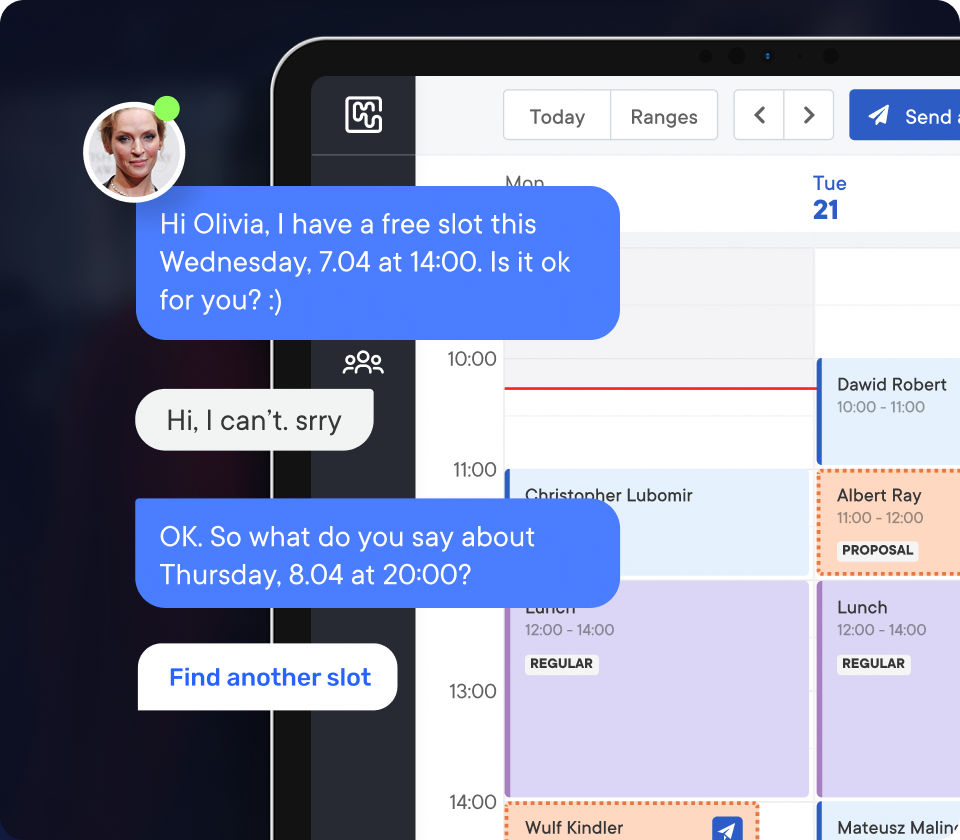 Today
Ranges
Send
Mon
Tue
21
Hi Olivia, I have a free slot this
Wednesday, 7.04 at 14:00. Is it ok
for you? :)
10:00
Dawid Robert
10:00 - 11:00
Hi, I can't. srry
11:00
Christopher Lubomir
Albert Ray
11:00 - 12:00
PROPOSAL
OK. So what do you say about
Thursday, 8.04 at 20:00?
Lunch
12:00 - 14:00
REGULAR
Lunch
12:00 - 14:00
REGULAR
Find another slot
13:00
14:00
Wulf Kindler
Mateusz